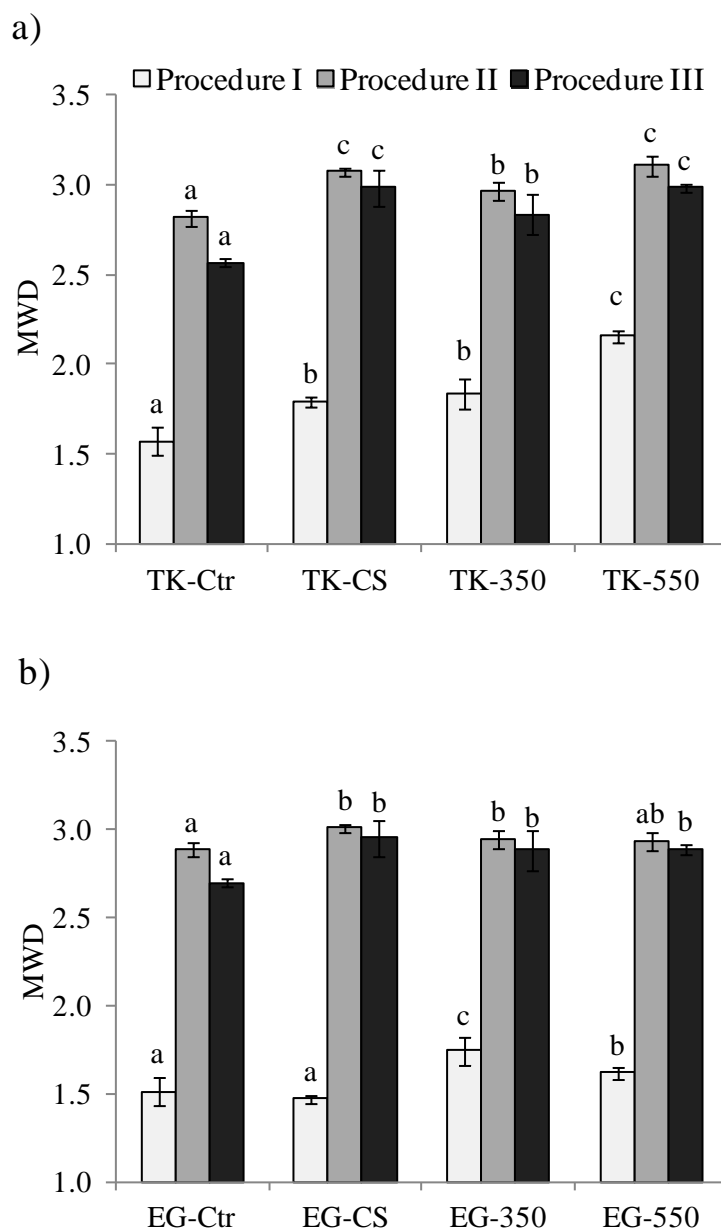 a)
Procedure I Procedure II Procedure III
3.5
c c
c
b b
c
3.0
a
a
2.5
MWD
c
2.0
b
b
a
1.5
1.0
TK-Ctr TK-CS TK-350 TK-550
b)
3.5
b b
b b
ab b
3.0
a
a
2.5
MWD
2.0
c
b
a
a
1.5
1.0
EG-Ctr EG-CS EG-350 EG-550